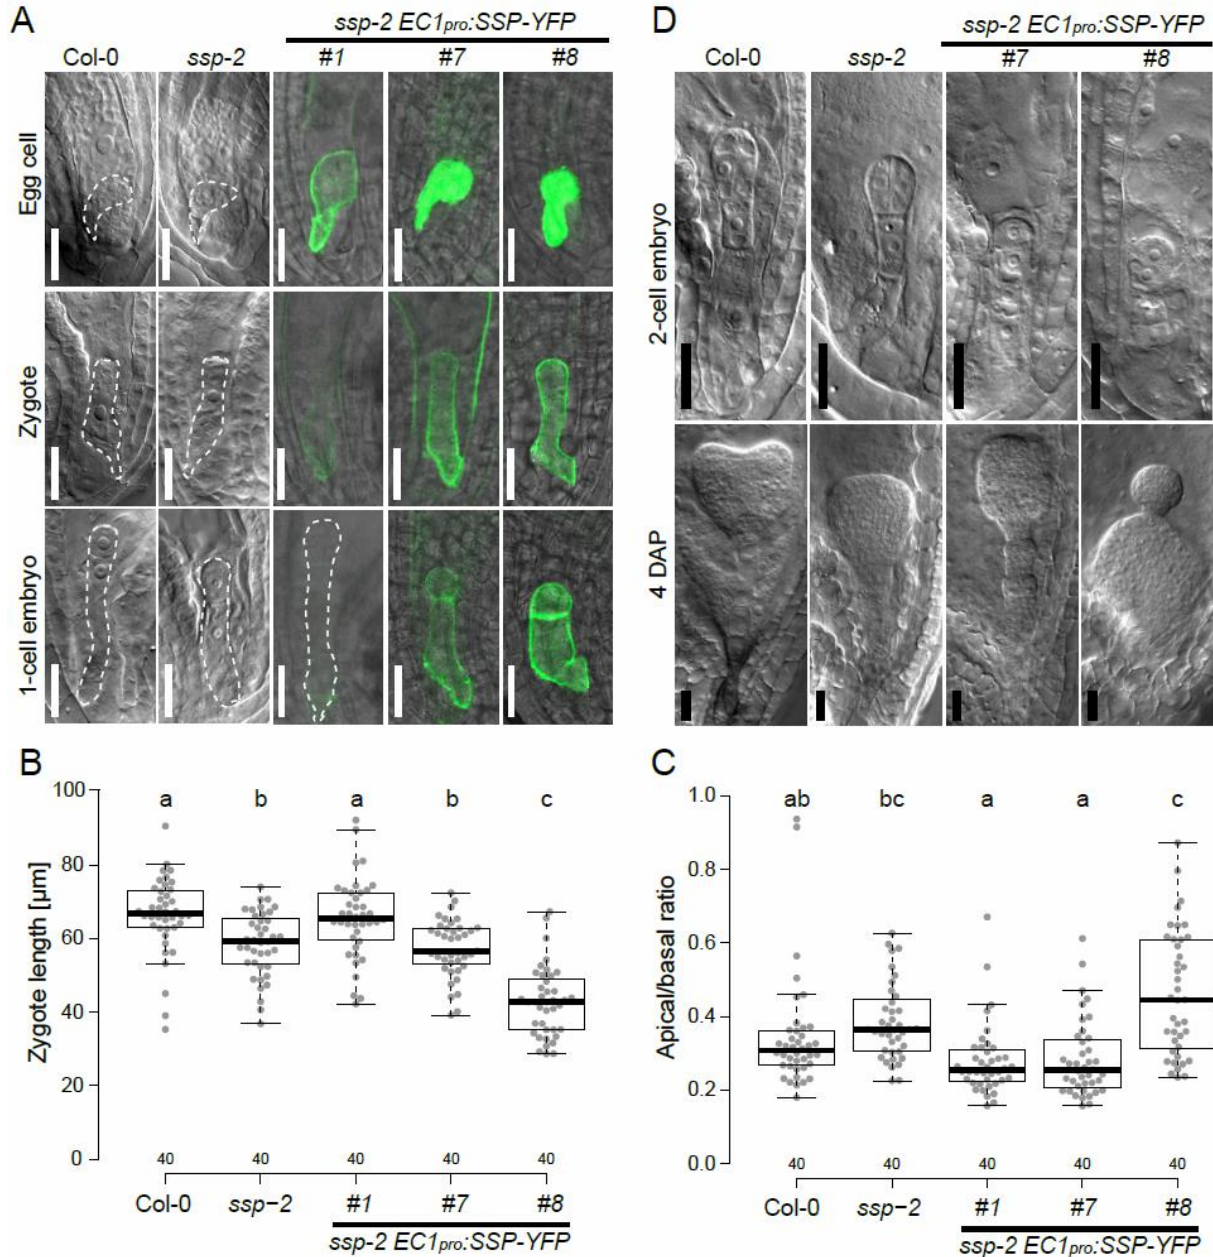 A
ssp-2 EC1pro:SSP-YFP
Col-0 ssp-2 #1 #7 #8
Egg cell
Zygote
1-cell embryo
D
ssp-2 EC1pro:SSP-YFP
Col-0 ssp-2 #7 #8
2-cell embryo
4 DAP
B
Zygote length [µm]
100
80
60
40
20
0
a b a b c
40 40 40 40 40
Col-0 ssp−2 #1 #7 #8
ssp-2 EC1pro:SSP-YFP
C
Apical/basal ratio
1.0
0.8
0.6
0.4
0.2
0.0
ab bc a a c
40 40 40 40 40
Col-0 ssp−2 #1 #7 #8
ssp-2 EC1pro:SSP-YFP